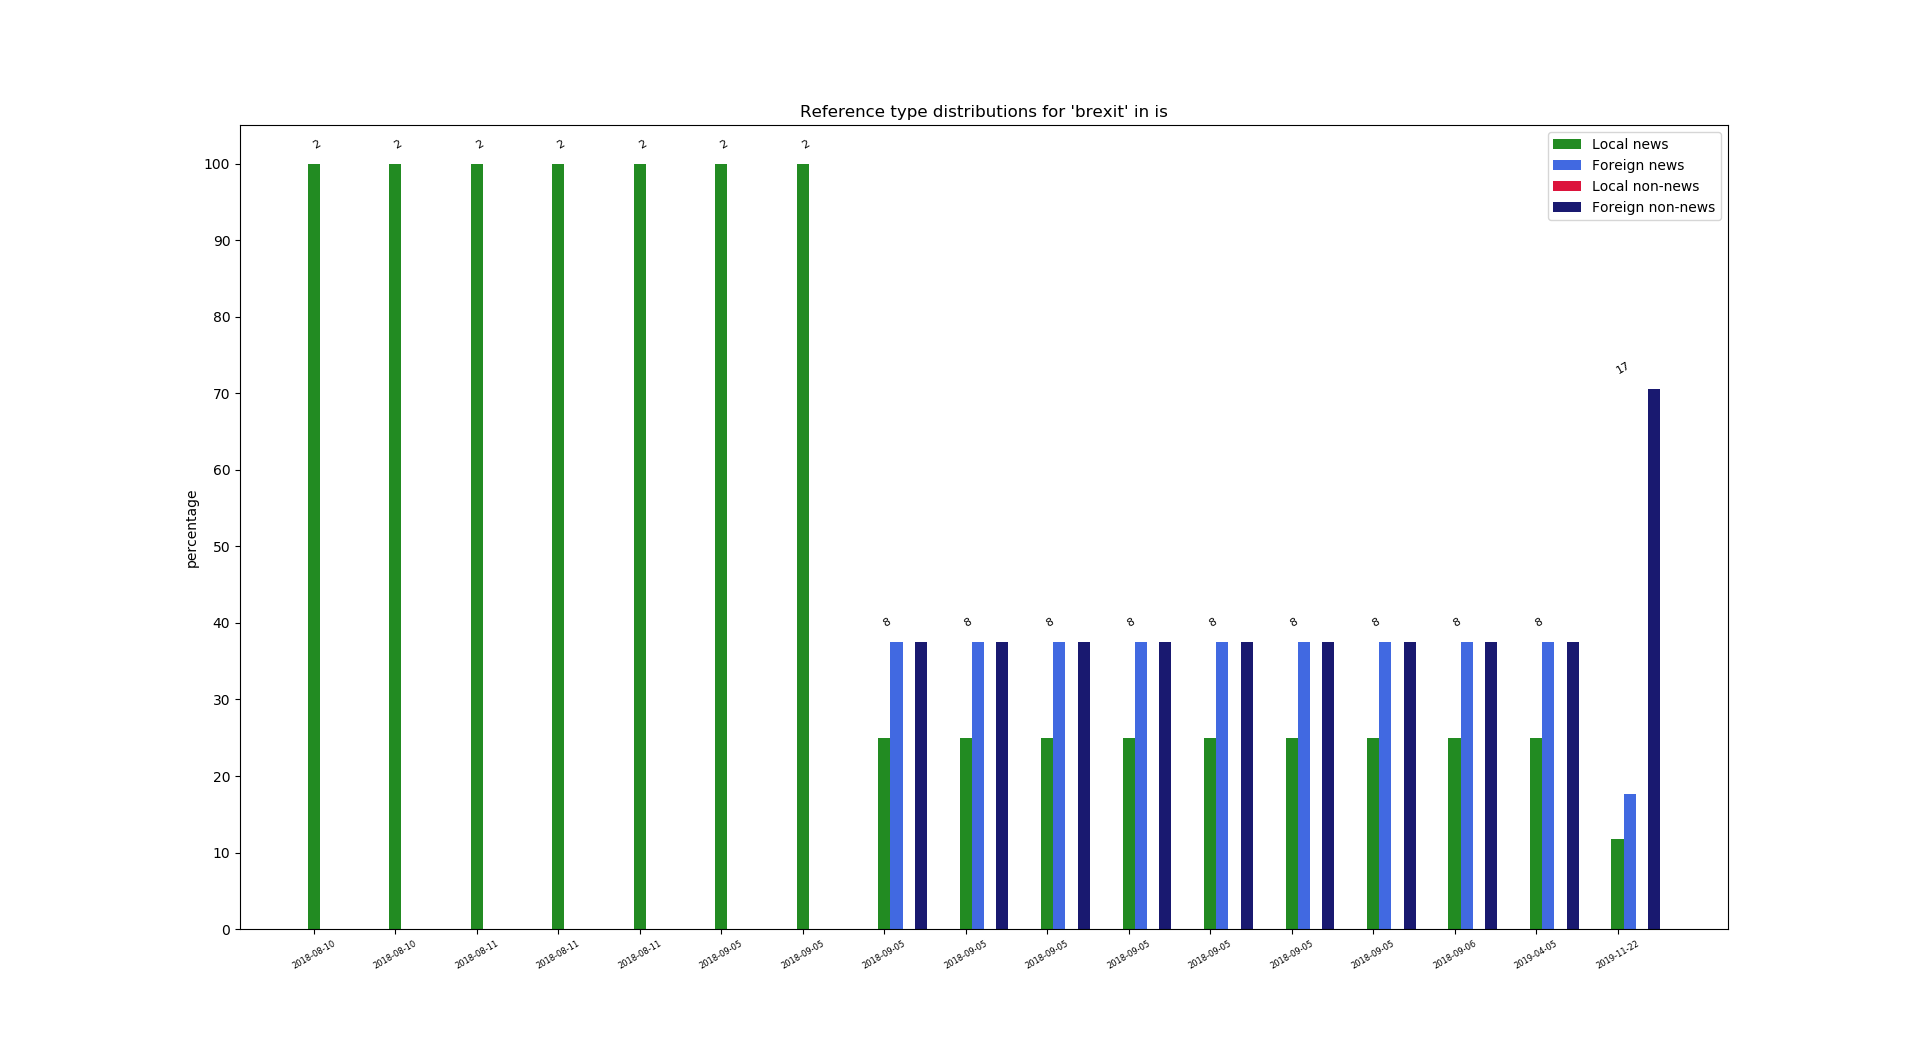 Reference type distributions for 'brexit' in is
2 2 2 2 2 2 2 8 8 8 8 8 8 8 8 8 17
Local news
Foreign news
Local non-news
Foreign non-news
percentage
100
90
80
70
60
50
40
30
20
10
0
2018-08-10 2018-08-10 2018-08-11 2018-08-11 2018-08-11 2018-09-05 2018-09-05 2018-09-05 2018-09-05 2018-09-05 2018-09-05 2018-09-05 2018-09-05 2018-09-05 2018-09-06 2019-04-05 2019-11-22